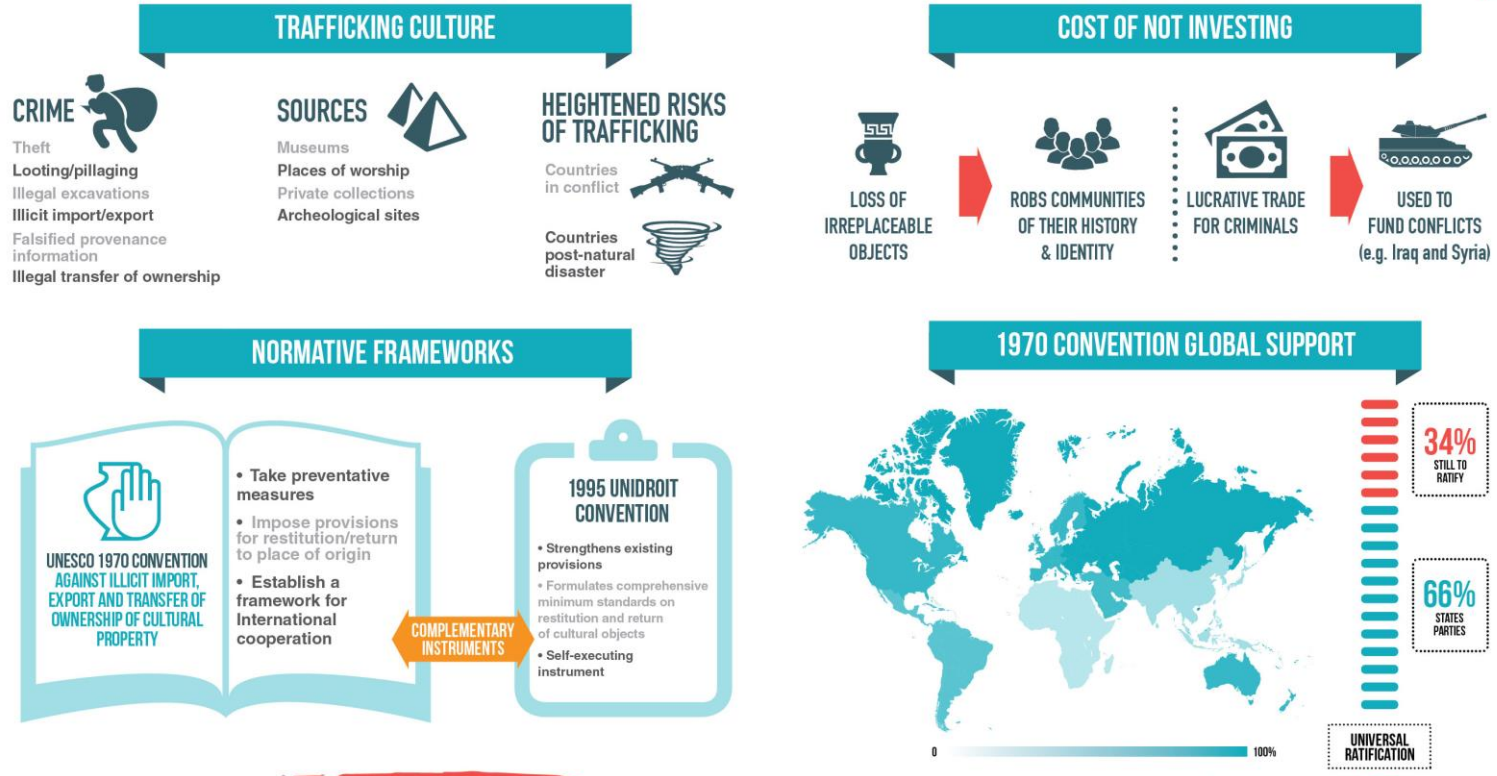 TRAFFICKING CULTURE
CRIME
Theft
Looting/pillaging
Illegal excavations
Illicit import/export
Falsified provenance
information
Illegal transfer of ownership
SOURCES
Museums
Places of worship
Private collections
Archeological sites
HEIGHTENED RISKS
OF TRAFFICKING
Countries
in conflict
Countries
post-natural
disaster
COST OF NOT INVESTING
LOSS OF
IRREPLACEABLE
OBJECTS
ROBS COMMUNITIES
OF THEIR HISTORY
& IDENTITY
LUCRATIVE TRADE
FOR CRIMINALS
USED TO
FUND CONFLICTS
(e.g. Iraq and Syria)
NORMATIVE FRAMEWORKS
UNESCO 1970 CONVENTION
AGAINST ILLICIT IMPORT,
EXPORT AND TRANSFER OF
OWNERSHIP OF CULTURAL
PROPERTY
• Take preventative
measures
• Impose provisions
for restitution/return
to place of origin
• Establish a
framework for
International
cooperation
COMPLEMENTARY
INSTRUMENTS
1995 UNIDROIT
CONVENTION
• Strengthens existing
provisions
• Formulates comprehensive
minimum standards on
restitution and return
of cultural objects
• Self-executing
instrument
1970 CONVENTION GLOBAL SUPPORT
34%
STILL TO
RATIFY
66%
STATES
PARTIES
UNIVERSAL
RATIFICATION
0
100%